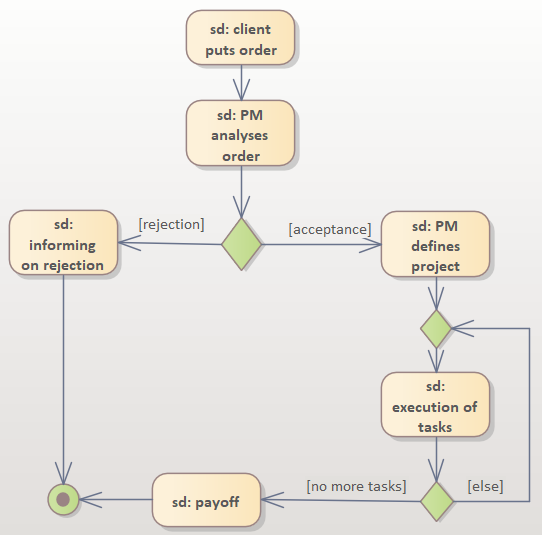 sd: client
puts order
sd: PM
analyses
order
[rejection]
[acceptance]
sd:
informing
on rejection
sd: PM
defines
project
sd:
execution of
tasks
[no more tasks]
[else]
sd: payoff